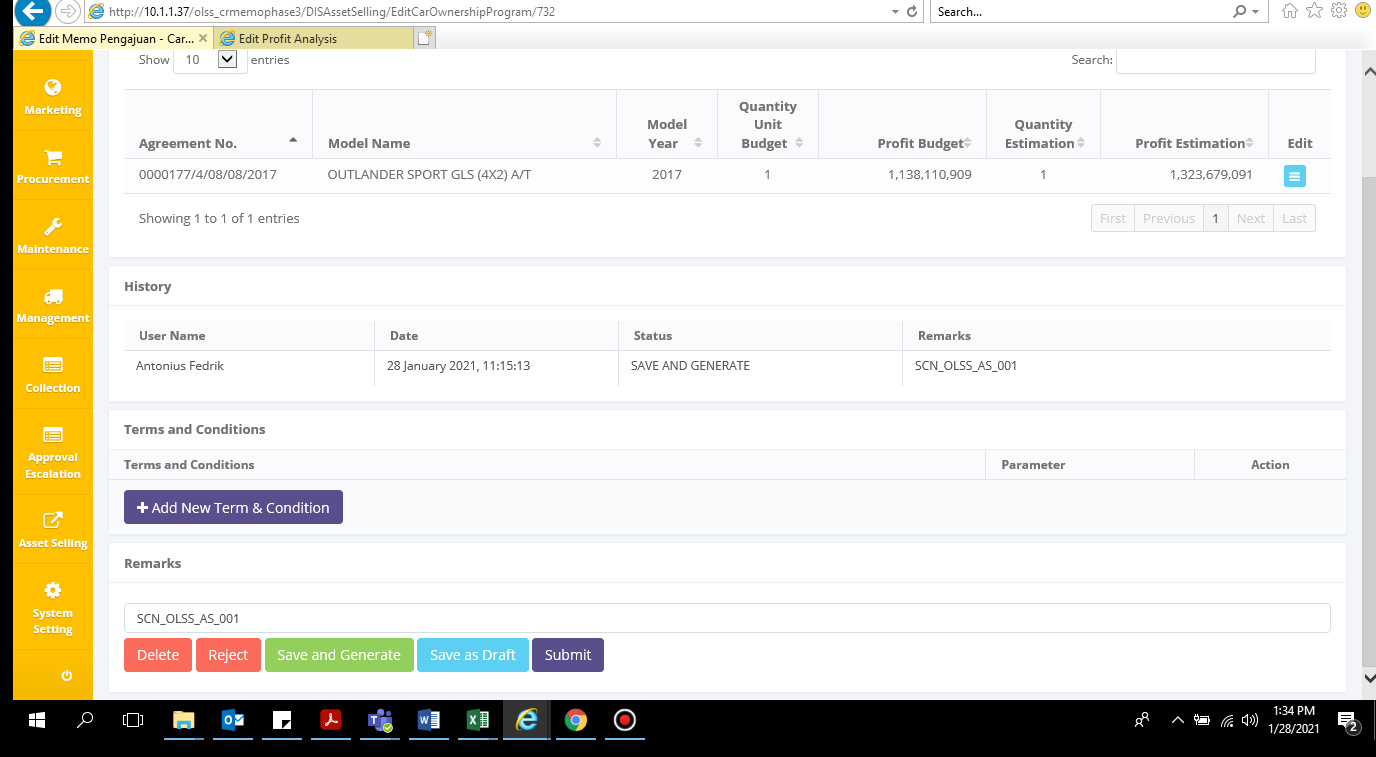 http://10.1.1.37/olss_crmemophase3/DISAssetSelling/EditCarOwnershipProgram/732
Search...
Edit Memo Pengajuan - Car...
Edit Profit Analysis
Marketing
Procurement
Maintenance
Management
Collection
Approval
Escalation
Asset Selling
System
Setting
Show 10 entries
Search:
Agreement No.
Model Name
Model
Year
Quantity
Unit
Budget
Profit Budget
Quantity
Estimation
Profit Estimation
Edit
0000177/4/08/08/2017
OUTLANDER SPORT GLS (4X2) A/T
2017
1
1,138,110,909
1
1,323,679,091
Showing 1 to 1 of 1 entries
First Previous 1 Next Last
History
User Name Date Status Remarks
Antonius Fedrik 28 January 2021, 11:15:13 SAVE AND GENERATE SCN_OLSS_AS_001
Terms and Conditions
Terms and Conditions Parameter Action
Add New Term & Condition
Remarks
SCN_OLSS_AS_001
Delete Reject Save and Generate Save as Draft Submit
1:34 PM
1/28/2021
2